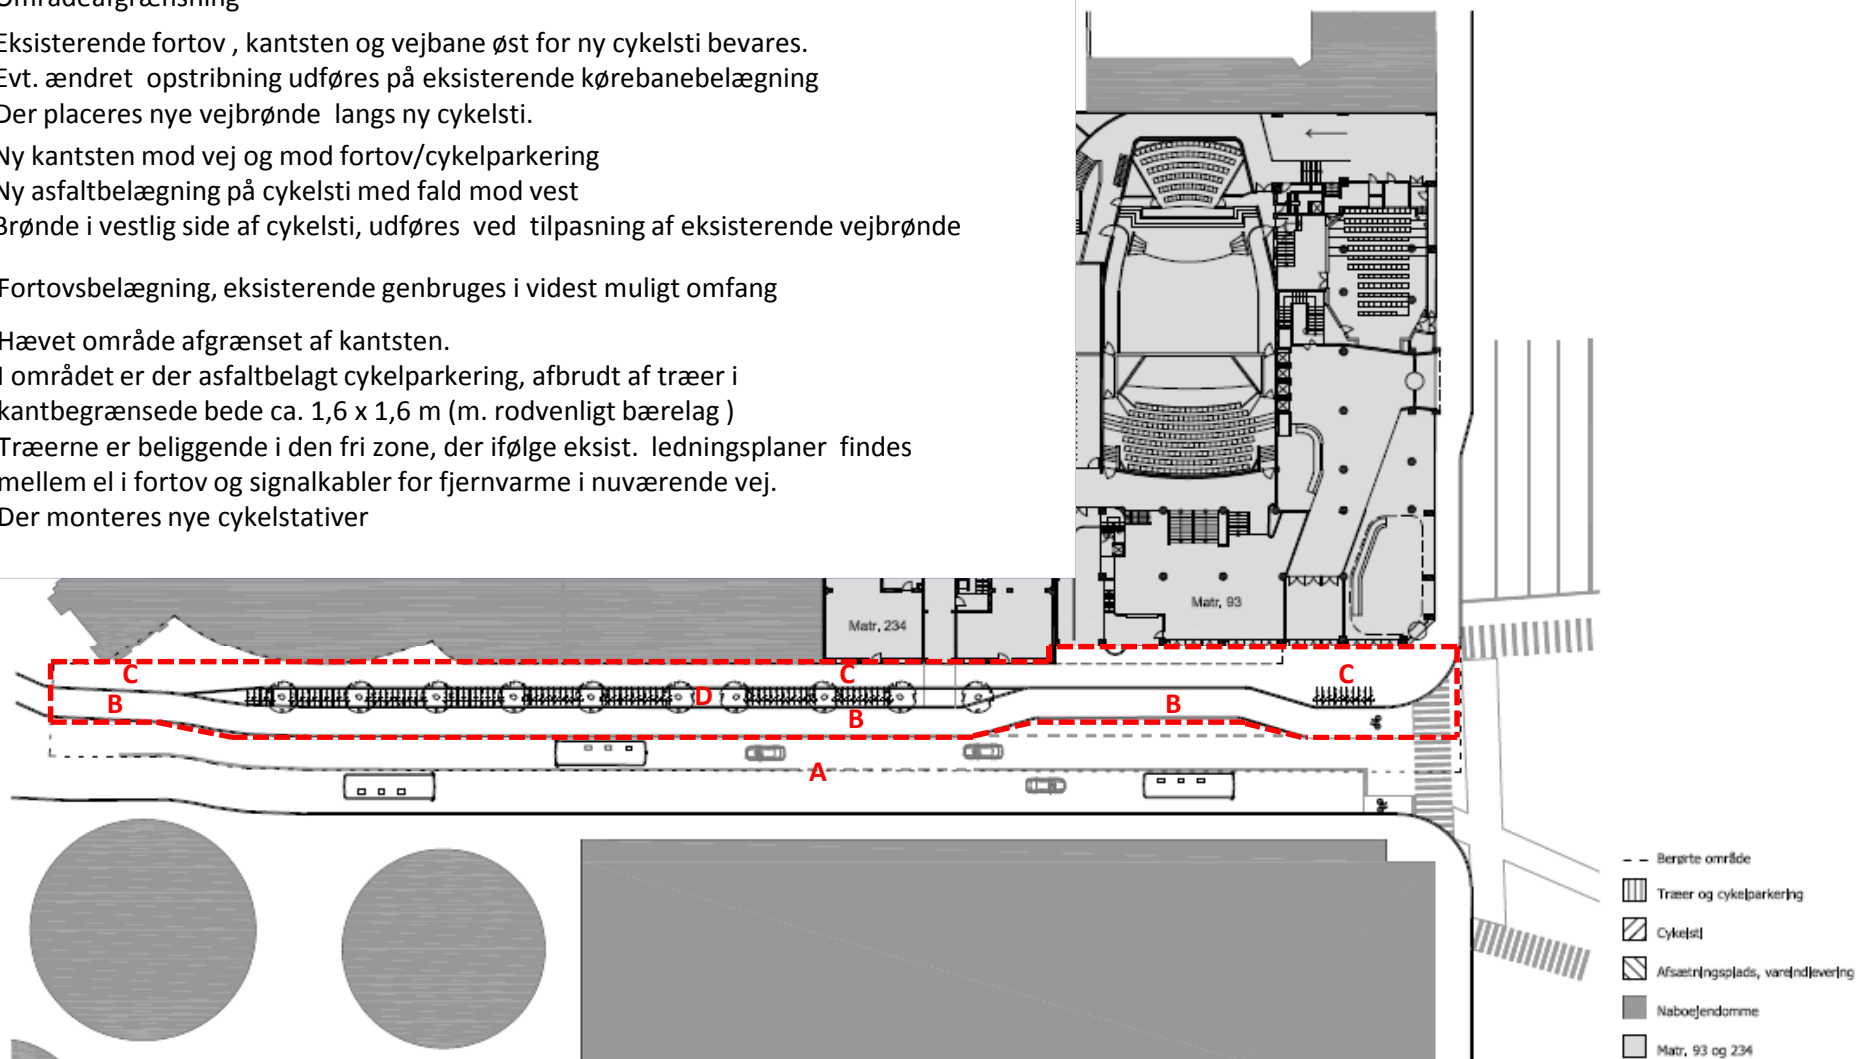 Områdeafgrænsning
Eksisterende fortov , kantsten og vejbane øst for ny cykelsti bevares.
Evt. ændret opstribning udføres på eksisterende kørebanebelægning
Der placeres nye vejbrønde langs ny cykelsti.
Ny kantsten mod vej og mod fortov/cykelparkering
Ny asfaltbelægning på cykelsti med fald mod vest
Brønde i vestlig side af cykelsti, udføres ved tilpasning af eksisterende vejbrønde
Fortovsbelægning, eksisterende genbruges i videst muligt omfang
Hævet område afgrænset af kantsten.
I området er der asfaltbelagt cykelparkering, afbrudt af træer i
kantbegrænsede bede ca. 1,6 x 1,6 m (m. rodvenligt bærelag )
Træerne er beliggende i den fri zone, der ifølge eksist. ledningsplaner findes
mellem el i fortov og signalkabler for fjernvarme i nuværende vej.
Der monteres nye cykelstativer
Matr. 93
Matr. 234
C
C
C
B
D
B
B
A
Berørte område
Træer og cykelparkering
Cykelsti
Afsætningsplads, vareindlevering
Naboejendomme
Matr. 93 og 234